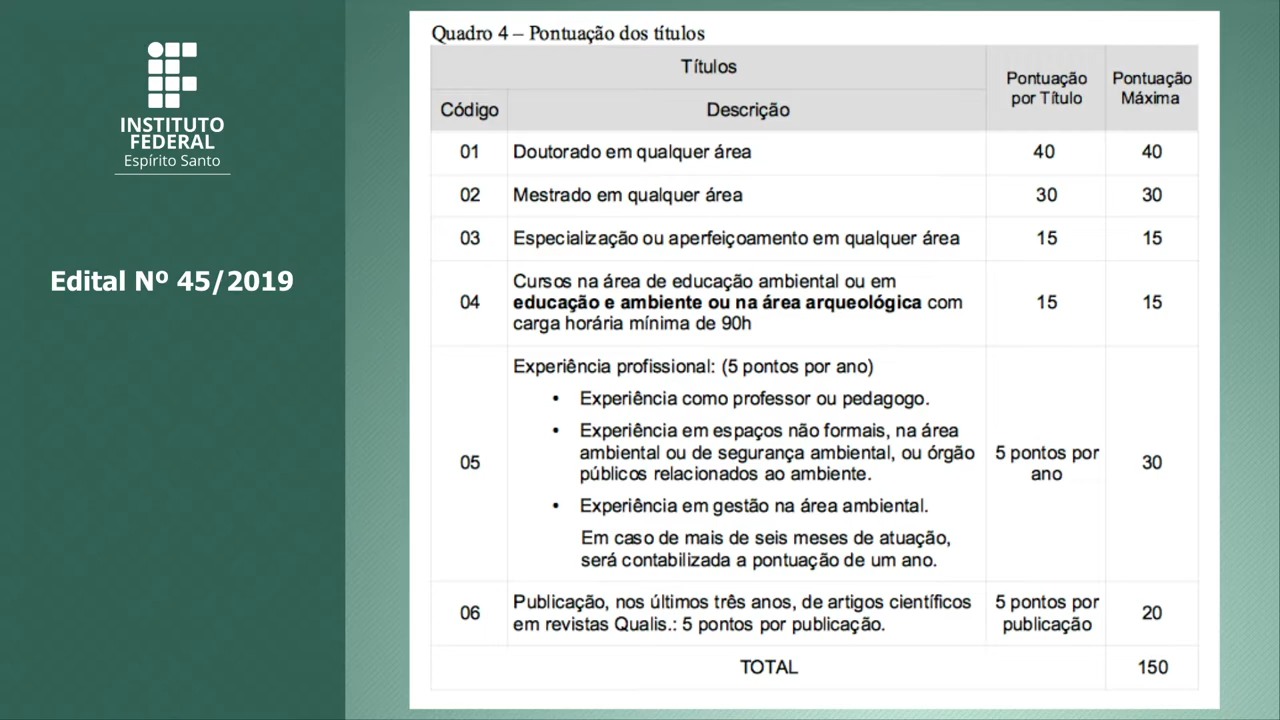 INSTITUTO
FEDERAL
Espírito Santo
Edital Nº 45/2019
Quadro 4 – Pontuação dos títulos
Títulos
Pontuação por Título
Pontuação Máxima
Código
Descrição
01 Doutorado em qualquer área 40 40
02 Mestrado em qualquer área 30 30
03 Especialização ou aperfeiçoamento em qualquer área 15 15
04 Cursos na área de educação ambiental ou em
educação e ambiente ou na área arqueológica com
carga horária mínima de 90h
15 15
05 Experiência profissional: (5 pontos por ano)
• Experiência como professor ou pedagogo.
• Experiência em espaços não formais, na área
ambiental ou de segurança ambiental, ou órgão
públicos relacionados ao ambiente.
• Experiência em gestão na área ambiental.
Em caso de mais de seis meses de atuação,
será contabilizada a pontuação de um ano.
5 pontos por
ano
30
06 Publicação, nos últimos três anos, de artigos científicos
em revistas Qualis.: 5 pontos por publicação.
5 pontos por
publicação
20
TOTAL 150